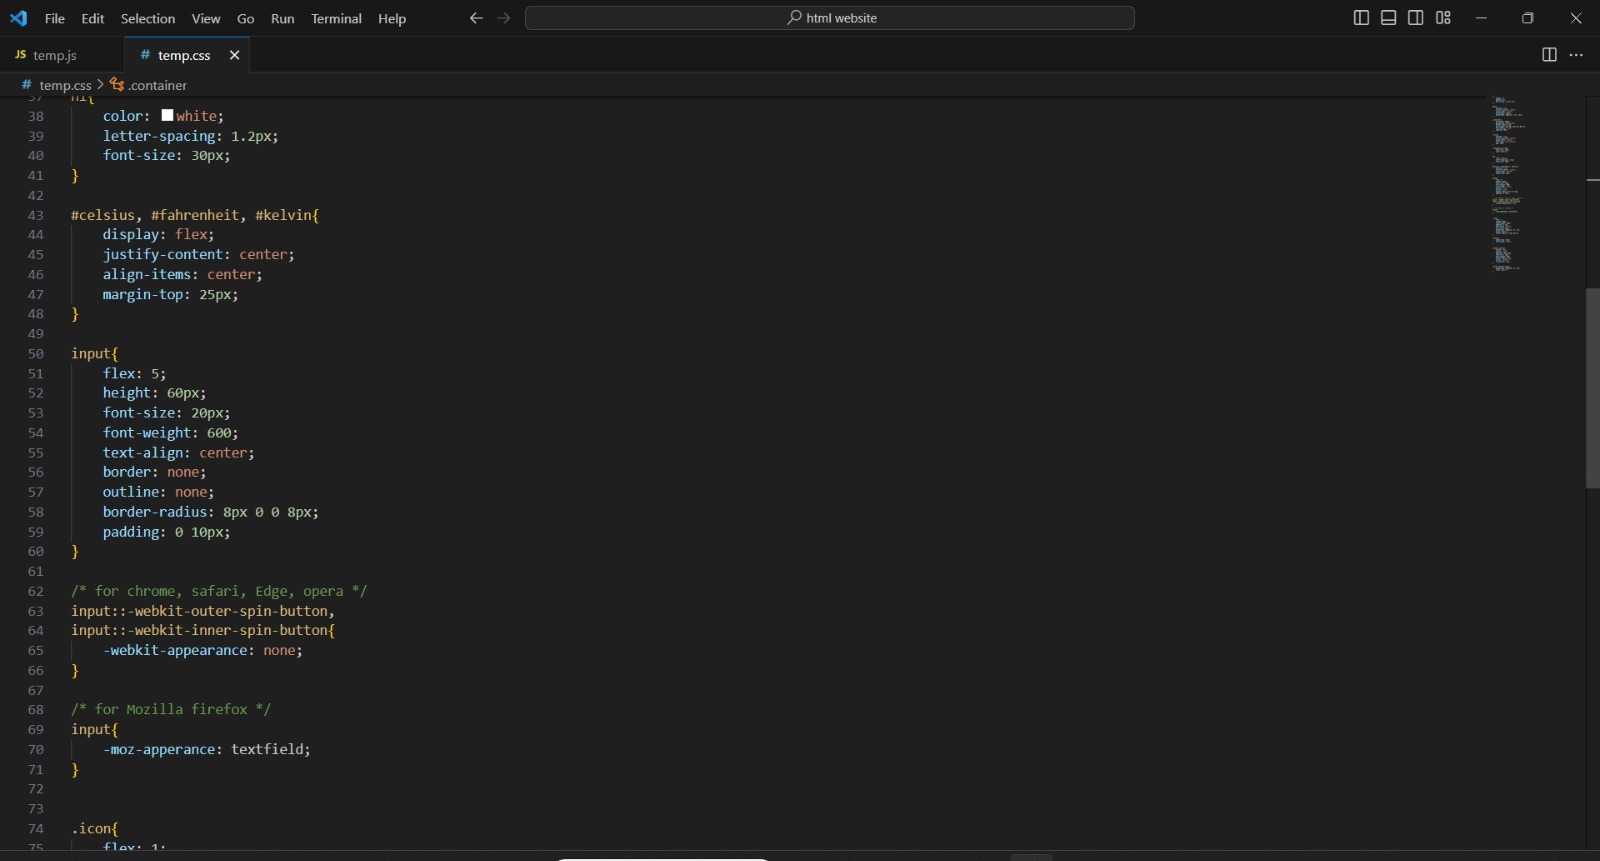 File Edit Selection View Go Run Terminal Help html website
JS temp.js # temp.css
# temp.css > .container
37
38 color: white;
39 letter-spacing: 1.2px;
40 font-size: 30px;
41 }
42
43 #celsius, #fahrenheit, #kelvin{
44 display: flex;
45 justify-content: center;
46 align-items: center;
47 margin-top: 25px;
48 }
49
50 input{
51 flex: 5;
52 height: 60px;
53 font-size: 20px;
54 font-weight: 600;
55 text-align: center;
56 border: none;
57 outline: none;
58 border-radius: 8px 0 0 8px;
59 padding: 0 10px;
60 }
61
62 /* for chrome, safari, Edge, opera */
63 input::-webkit-outer-spin-button,
64 input::-webkit-inner-spin-button{
65 -webkit-appearance: none;
66 }
67
68 /* for Mozilla firefox */
69 input{
70 -moz-apperance: textfield;
71 }
72
73
74 .icon{
75 flex: 1;